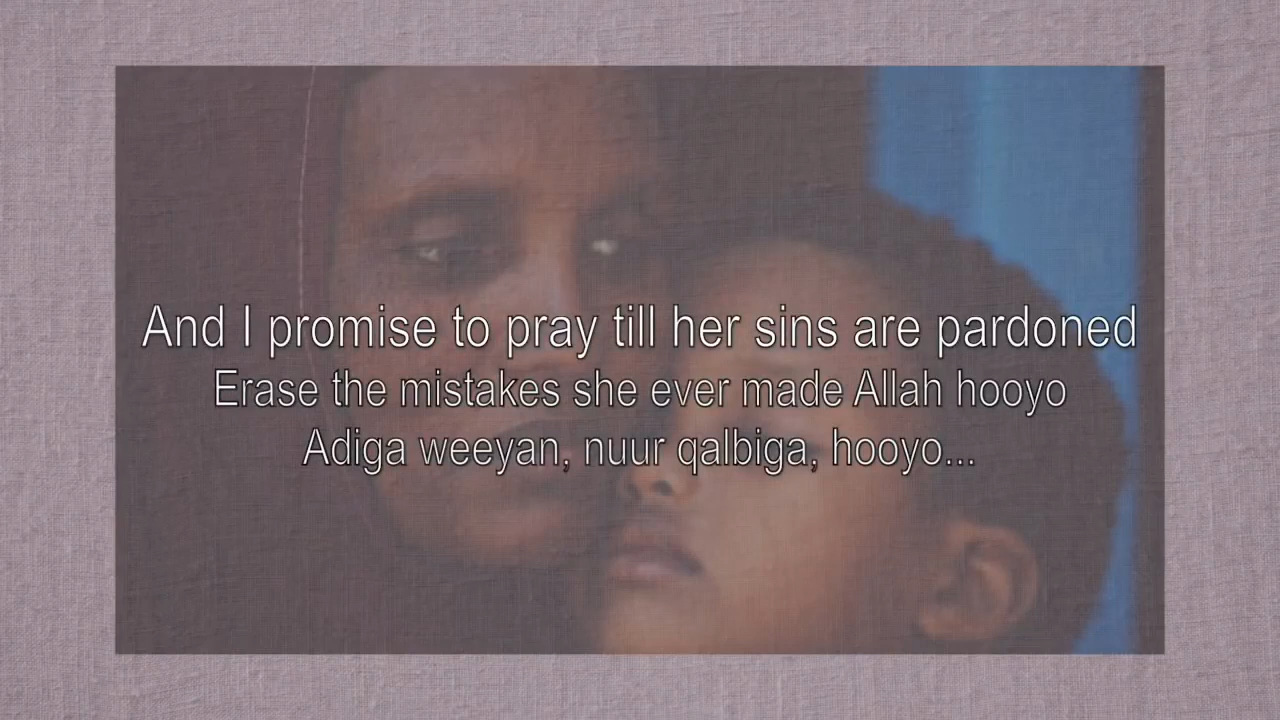 And I promise to pray till her sins are pardoned
Erase the mistakes she ever made Allah hooyo
Adiga weeyan, nuur qalbiga, hooyo...